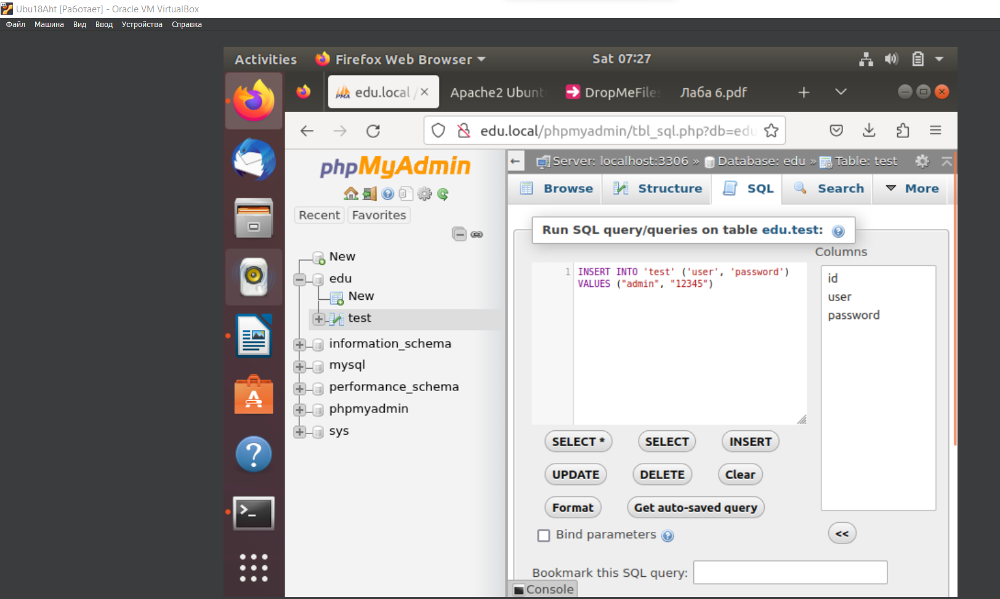 Ubu18Aht [Работает] - Oracle VM VirtualBox
Файл Машина Вид Ввод Устройства Справка
Activities Firefox Web Browser Sat 07:27
PMA edu.local / Apache2 Ubunt DropMeFiles Лаба 6.pdf
edu.local/phpmyadmin/tbl_sql.php?db=edu
phpMyAdmin
Recent Favorites
New
edu
New
test
information_schema
mysql
performance_schema
phpmyadmin
sys
Server: localhost:3306 » Database: edu » Table: test
Browse Structure SQL Search More
Run SQL query/queries on table edu.test:
Columns
1 INSERT INTO 'test' ('user', 'password')
VALUES ("admin", "12345")
id
user
password
SELECT * SELECT INSERT
UPDATE DELETE Clear
Format Get auto-saved query
<<
Bind parameters
Bookmark this SQL query:
Console